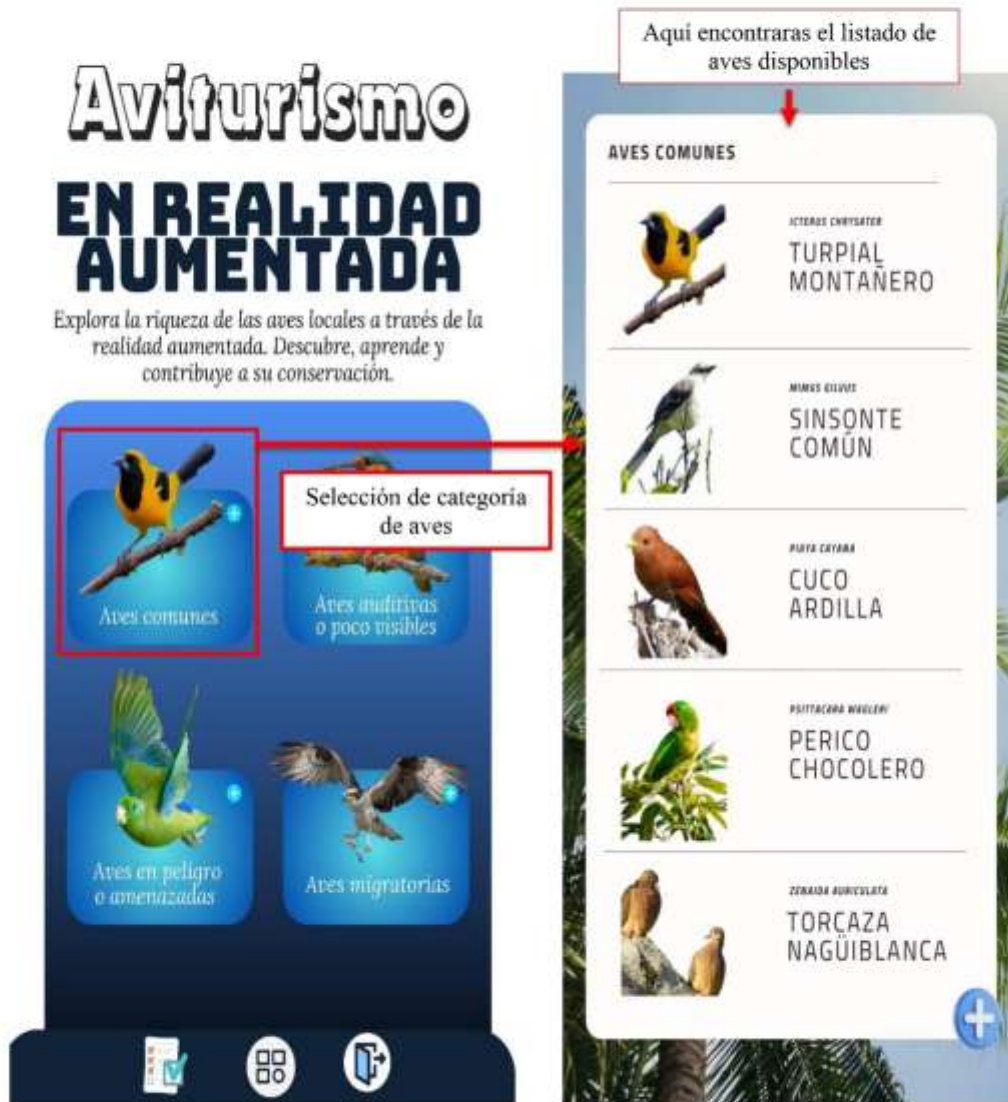 Aviturismo
EN REALIDAD
AUMENTADA
Explora la riqueza de las aves locales a través de la
realidad aumentada. Descubre, aprende y
contribuye a su conservación.
Aves comunes
Selección de categoría
de aves
Aves auditivas
o poco visibles
Aves en peligro
o amenazadas
Aves migratorias
Aquí encontraras el listado de
aves disponibles
AVES COMUNES
ICTERUS CHRYSATER
TURPIAL
MONTAÑERO
MIMUS GILVUS
SINSONTE
COMÚN
PIAYA CAYANA
CUCO
ARDILLA
PSITTACARA WAGLERI
PERICO
CHOCOLERO
ZENAIDA AURICULATA
TORCAZA
NAGÜIBLANCA